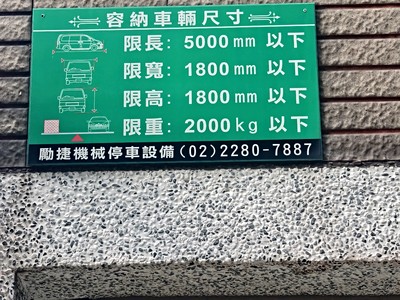 容納車輛尺寸
限長: 5000mm 以下
限寬: 1800mm 以下
限高: 1800mm 以下
限重: 2000kg 以下
勵捷機械停車設備(02)2280-7887